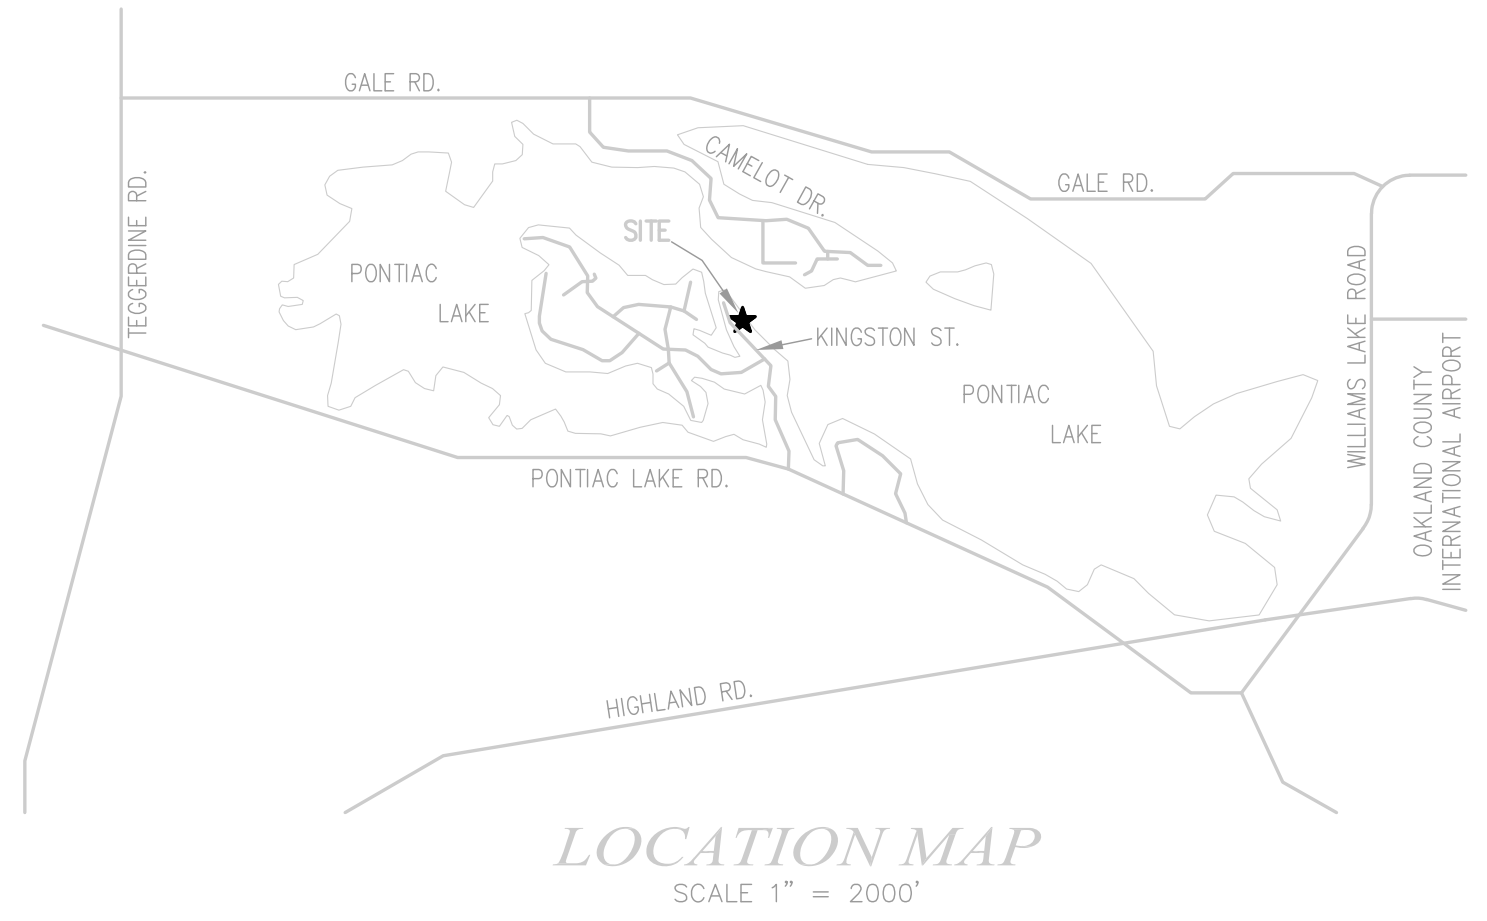 GALE RD.
CAMELOT DR.
GALE RD.
TEGGERDINE RD.
SITE
PONTIAC
LAKE
KINGSTON ST.
WILLIAMS LAKE ROAD
OAKLAND COUNTY
INTERNATIONAL AIRPORT
PONTIAC
LAKE
PONTIAC LAKE RD.
HIGHLAND RD.
LOCATION MAP
SCALE 1" = 2000'